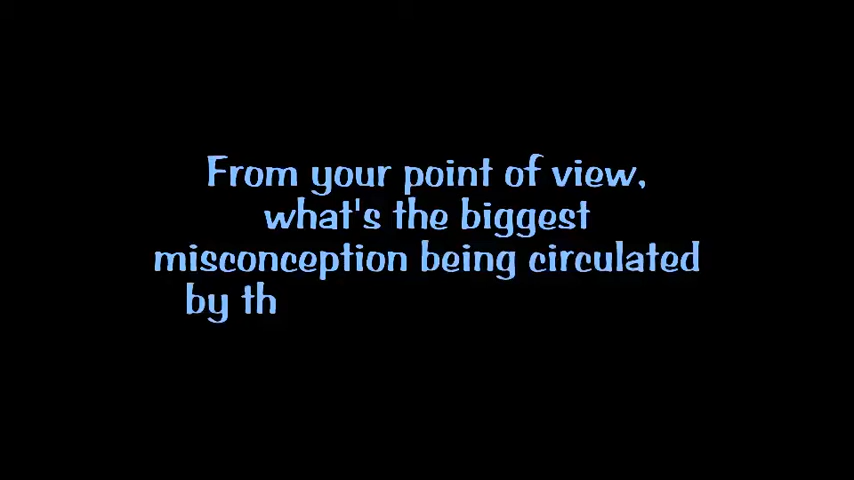 From your point of view,
what's the biggest
misconception being circulated
by th